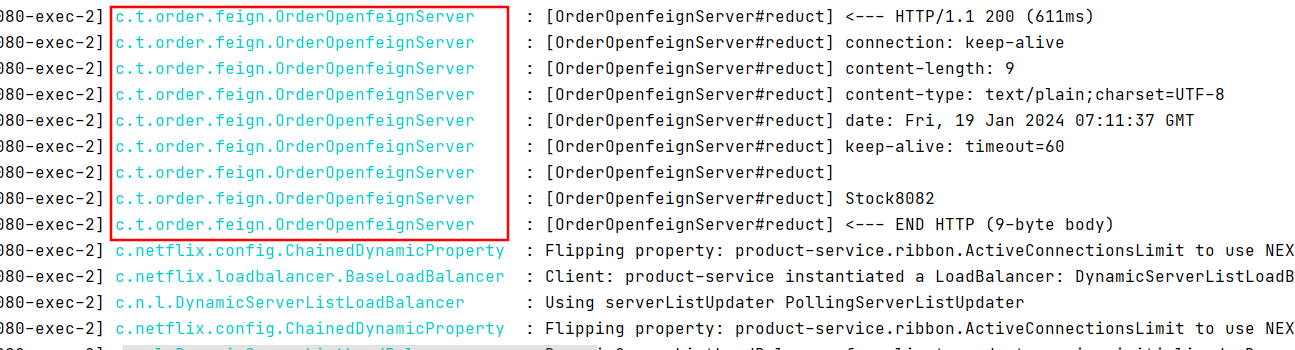 080-exec-2] c.t.order.feign.OrderOpenfeignServer : [OrderOpenfeignServer#reduct] <--- HTTP/1.1 200 (611ms)
080-exec-2] c.t.order.feign.OrderOpenfeignServer : [OrderOpenfeignServer#reduct] connection: keep-alive
080-exec-2] c.t.order.feign.OrderOpenfeignServer : [OrderOpenfeignServer#reduct] content-length: 9
080-exec-2] c.t.order.feign.OrderOpenfeignServer : [OrderOpenfeignServer#reduct] content-type: text/plain;charset=UTF-8
080-exec-2] c.t.order.feign.OrderOpenfeignServer : [OrderOpenfeignServer#reduct] date: Fri, 19 Jan 2024 07:11:37 GMT
080-exec-2] c.t.order.feign.OrderOpenfeignServer : [OrderOpenfeignServer#reduct] keep-alive: timeout=60
080-exec-2] c.t.order.feign.OrderOpenfeignServer : [OrderOpenfeignServer#reduct]
080-exec-2] c.t.order.feign.OrderOpenfeignServer : [OrderOpenfeignServer#reduct] Stock8082
080-exec-2] c.t.order.feign.OrderOpenfeignServer : [OrderOpenfeignServer#reduct] <--- END HTTP (9-byte body)
080-exec-2] c.netflix.config.ChainedDynamicProperty : Flipping property: product-service.ribbon.ActiveConnectionsLimit to use NEX
080-exec-2] c.netflix.loadbalancer.BaseLoadBalancer : Client: product-service instantiated a LoadBalancer: DynamicServerListLoadB
080-exec-2] c.n.l.DynamicServerListLoadBalancer : Using serverListUpdater PollingServerListUpdater
080-exec-2] c.netflix.config.ChainedDynamicProperty : Flipping property: product-service.ribbon.ActiveConnectionsLimit to use NEX